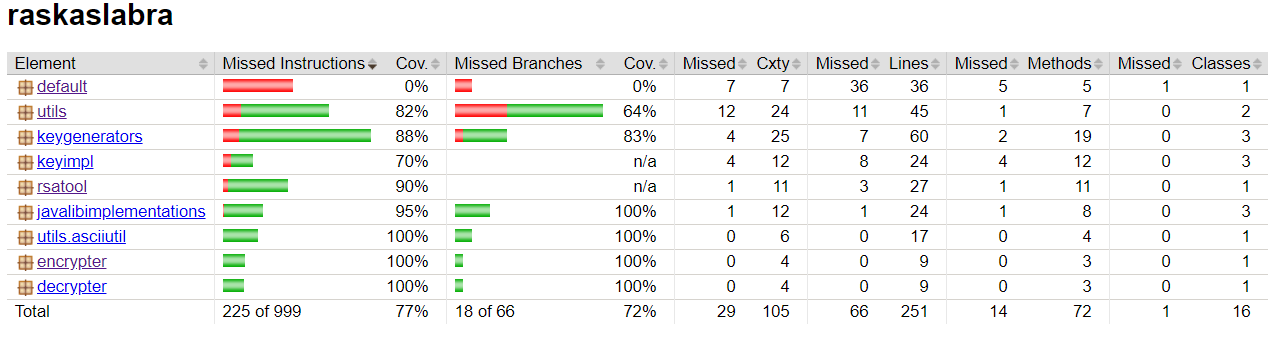 raskaslabra
Element Missed Instructions Cov. Missed Branches Cov. Missed Cxty Missed Lines Missed Methods Missed Classes
default 0% 0% 7 7 36 36 5 5 1 1
utils 82% 64% 12 24 11 45 1 7 0 2
keygenerators 88% 83% 4 25 7 60 2 19 0 3
keyimpl 70% n/a 4 12 8 24 4 12 0 3
rsatool 90% n/a 1 11 3 27 1 11 0 1
javalibimplementations 95% 100% 1 12 1 24 1 8 0 3
utils.asciiutil 100% 100% 0 6 0 17 0 4 0 1
encrypter 100% 100% 0 4 0 9 0 3 0 1
decrypter 100% 100% 0 4 0 9 0 3 0 1
Total 225 of 999 77% 18 of 66 72% 29 105 66 251 14 72 1 16